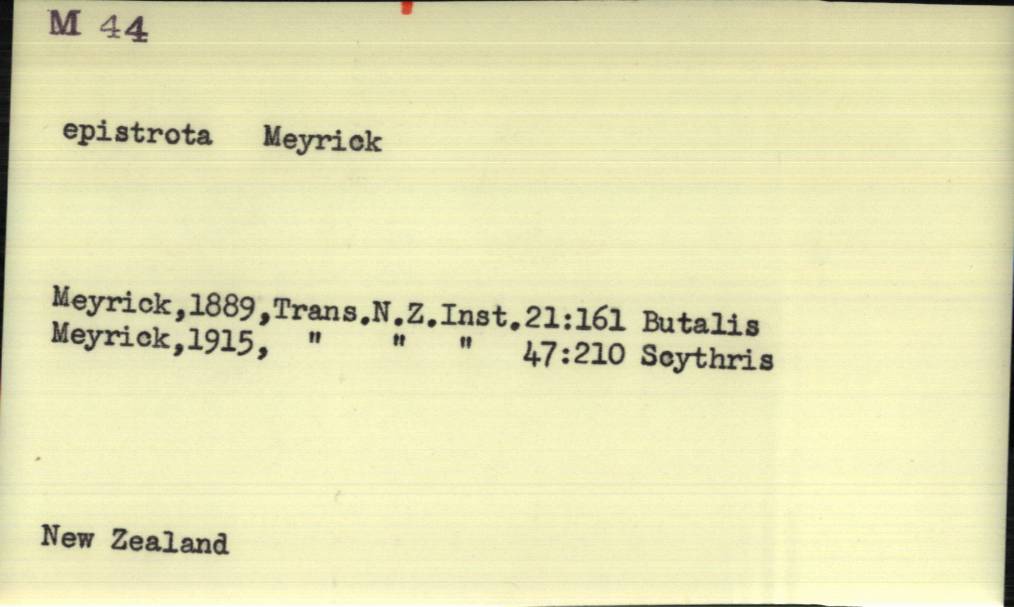 M 44
epistrota Meyrick
Meyrick,1889,Trans.N.Z.Inst.21:161 Butalis
Meyrick,1915, " " " 47:210 Scythris
New Zealand